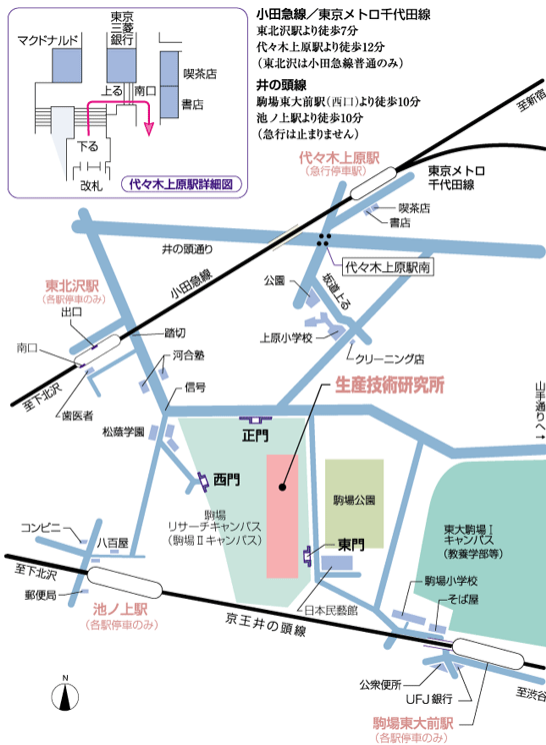 東京
三菱
銀行
マクドナルド
上る
南口
喫茶店
書店
下る
改札
代々木上原駅詳細図
小田急線／東京メトロ千代田線
東北沢駅より徒歩7分
代々木上原駅より徒歩12分
(東北沢は小田急線普通のみ)
井の頭線
駒場東大前駅(西口)より徒歩10分
池ノ上駅より徒歩10分
(急行は止まりません)
至新宿
代々木上原駅
(急行停車駅)
東京メトロ
千代田線
喫茶店
書店
井の頭通り
代々木上原駅南
小田急線
東北沢駅
(各駅停車のみ)
出口
公園
坂道上る
上原小学校
踏切
南口
河合塾
クリーニング店
至下北沢
歯医者
信号
生産技術研究所
山手通りへ→
松蔭学園
正門
西門
駒場
リサーチキャンパス
(駒場Ⅱキャンパス)
駒場公園
東大駒場Ⅰ
キャンパス
(教養学部等)
コンビニ
八百屋
東門
至下北沢
駒場小学校
郵便局
そば屋
池ノ上駅
(各駅停車のみ)
日本民藝館
京王井の頭線
公衆便所
UFJ銀行
至渋谷
駒場東大前駅
(各駅停車のみ)
N